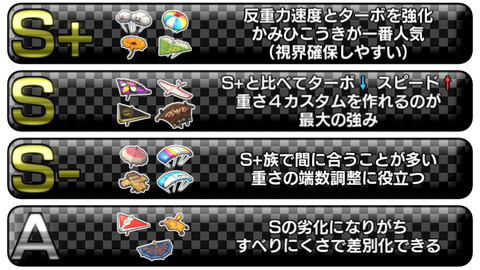 S+
反重力速度とターボを強化
かみひこうきが一番人気
(視界確保しやすい)
S
S+と比べてターボ↓ スピード↑
重さ4カスタムを作れるのが
最大の強み
S-
S+族で間に合うことが多い
重さの端数調整に役立つ
A
Sの劣化になりがち
すべりにくさで差別化できる